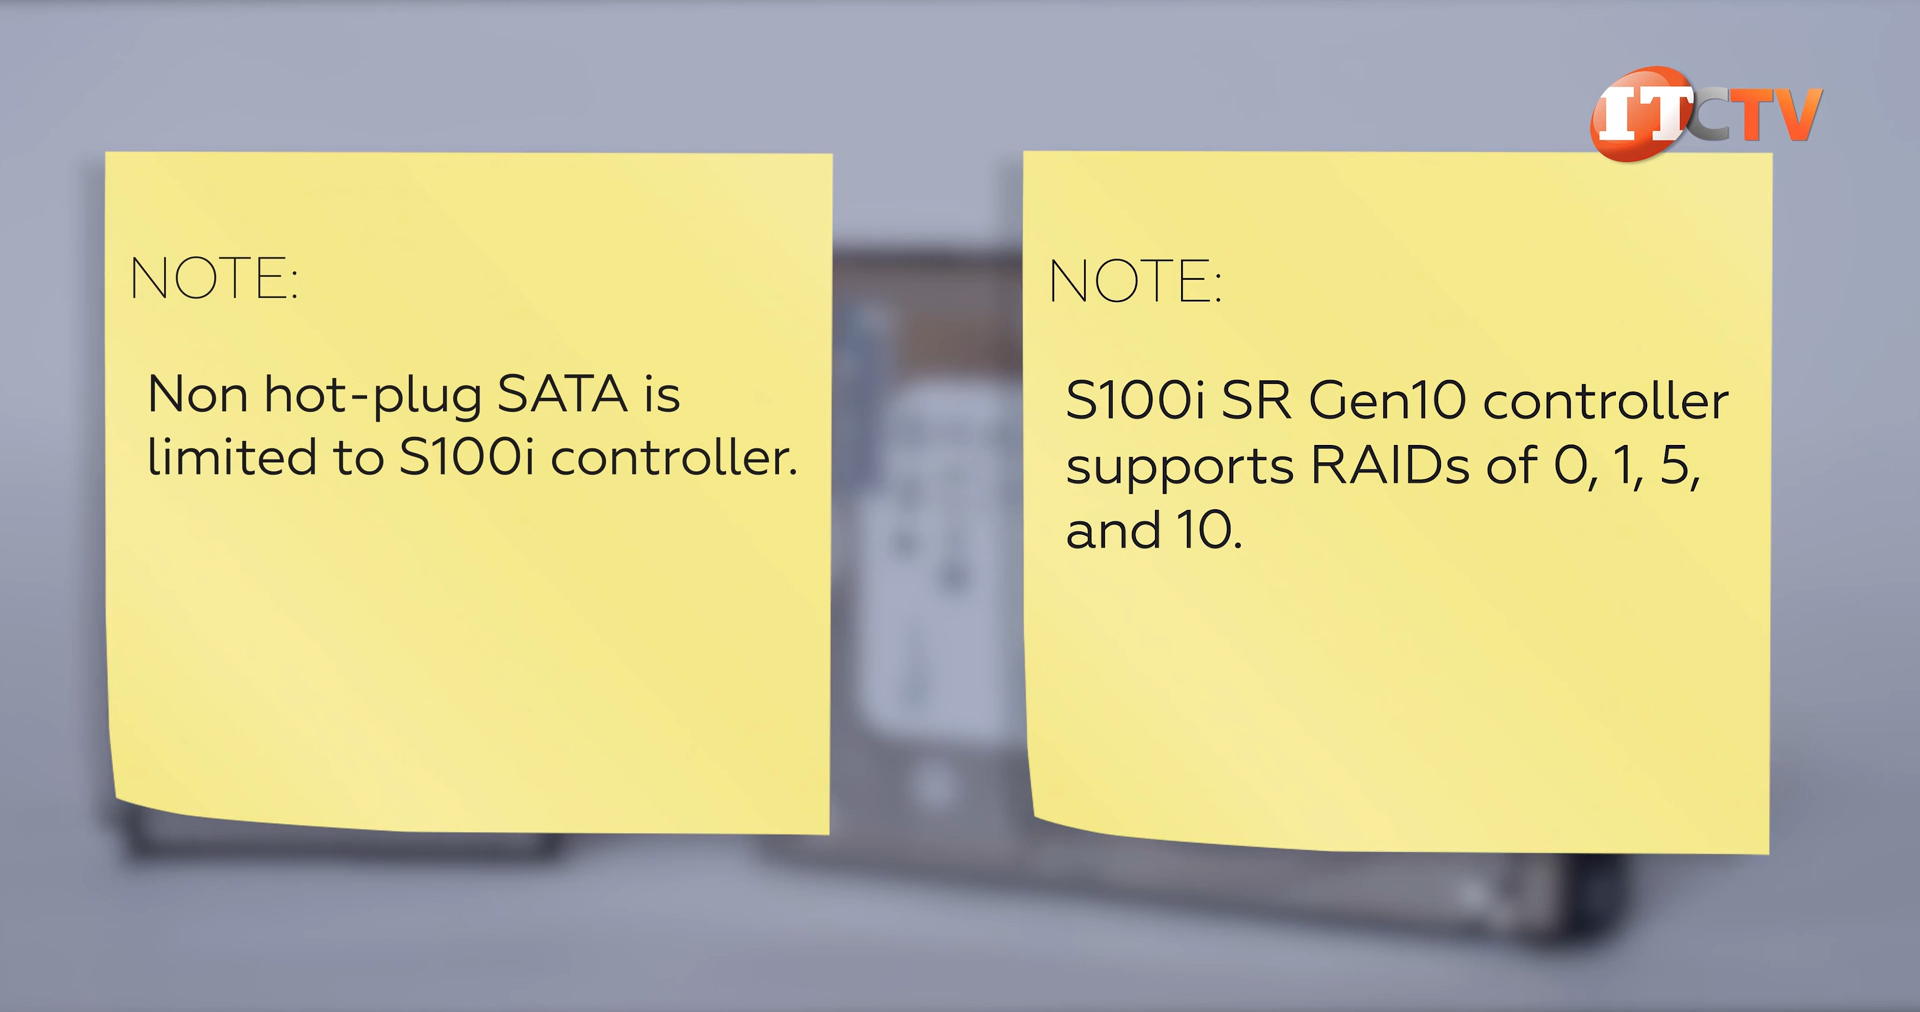 ITCTV
NOTE:
Non hot-plug SATA is
limited to S100i controller.
NOTE:
S100i SR Gen10 controller
supports RAIDs of 0, 1, 5,
and 10.